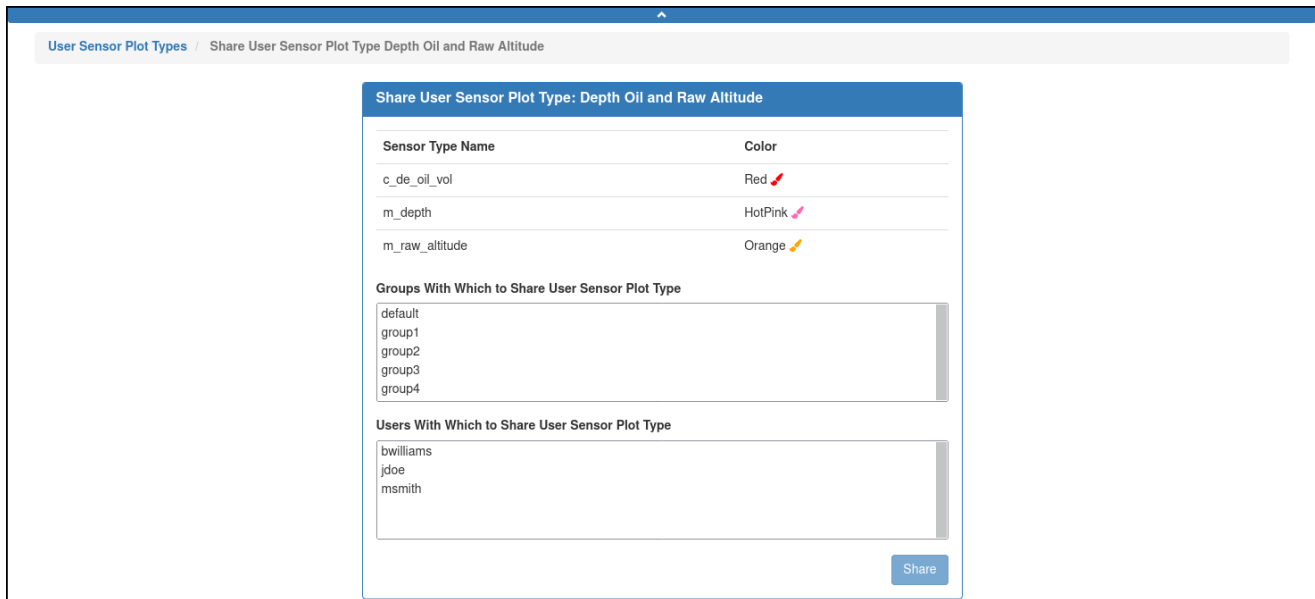 User Sensor Plot Types / Share User Sensor Plot Type Depth Oil and Raw Altitude
Share User Sensor Plot Type: Depth Oil and Raw Altitude
Sensor Type Name Color
c_de_oil_vol Red
m_depth HotPink
m_raw_altitude Orange
Groups With Which to Share User Sensor Plot Type
default
group1
group2
group3
group4
Users With Which to Share User Sensor Plot Type
bwilliams
jdoe
msmith
Share